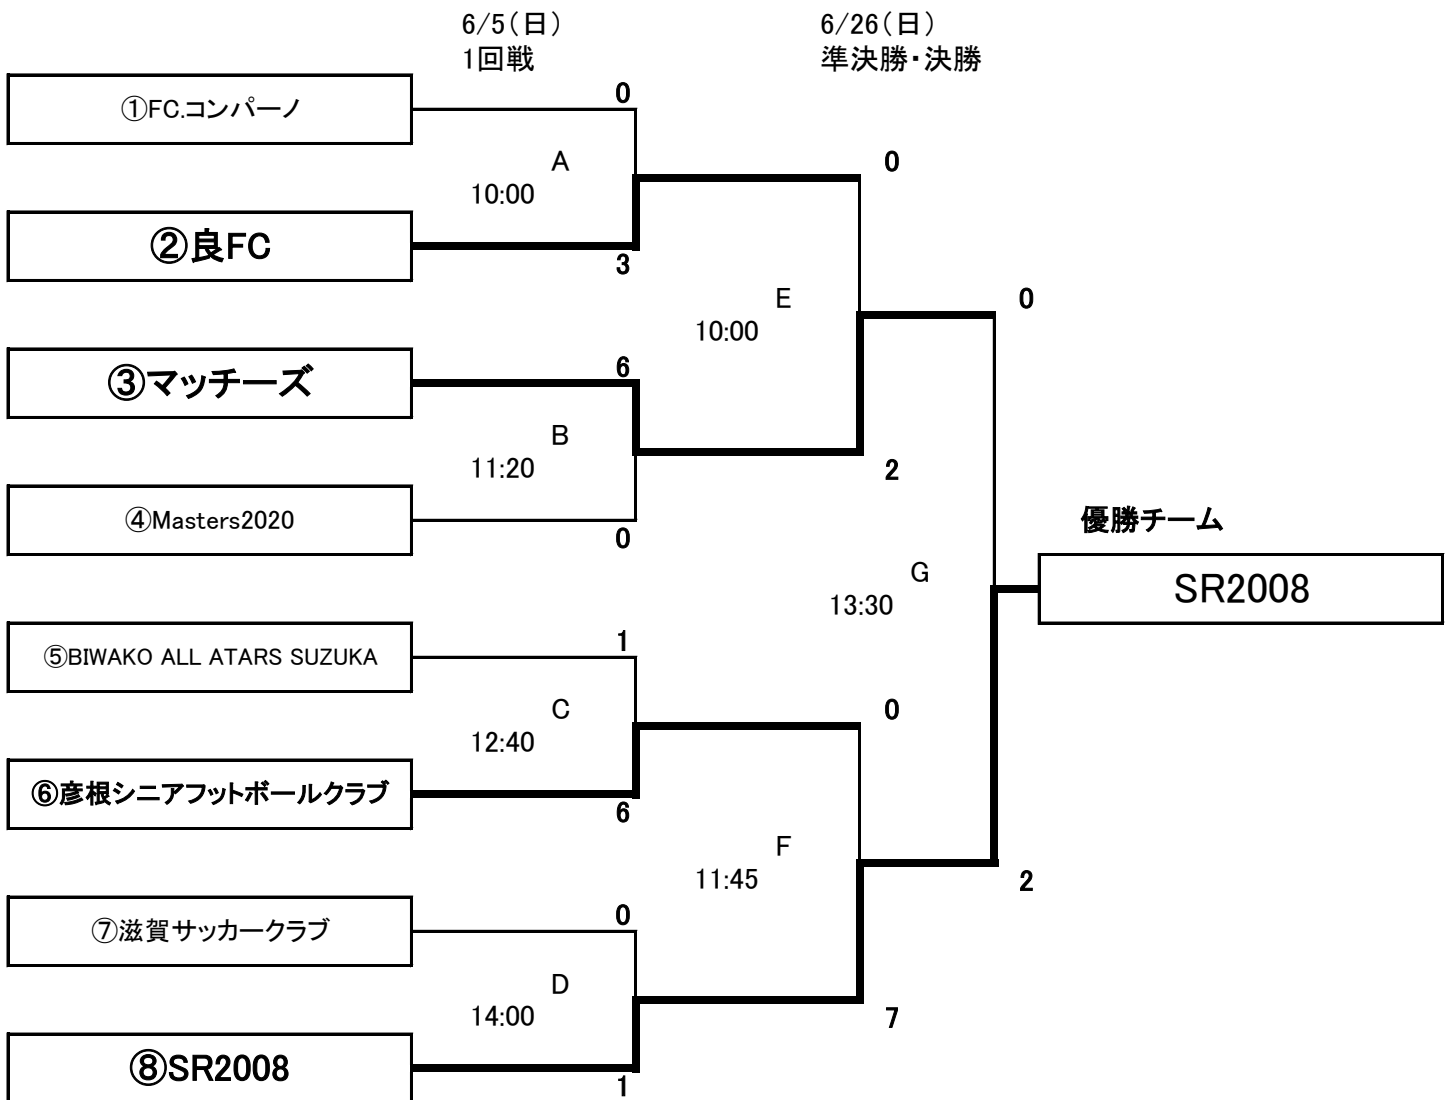 6/5(日)
1回戦
6/26(日)
準決勝・決勝
①FC.コンパーノ
0
A
10:00
②良FC
3
0
E
10:00
③マッチーズ
6
B
11:20
2
④Masters2020
0
0
G
13:30
優勝チーム
SR2008
⑤BIWAKO ALL ATARS SUZUKA
1
C
12:40
0
⑥彦根シニアフットボールクラブ
6
F
11:45
2
⑦滋賀サッカークラブ
0
D
14:00
7
⑧SR2008
1